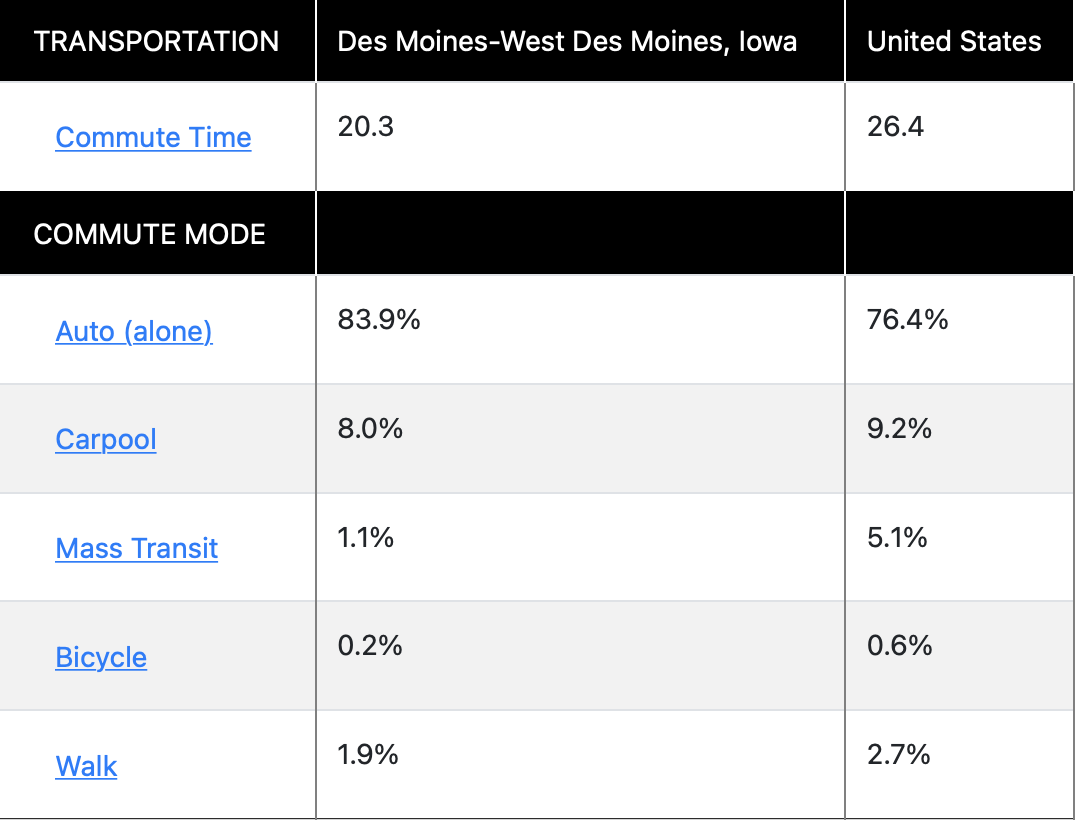 TRANSPORTATION Des Moines-West Des Moines, Iowa United States
Commute Time 20.3 26.4
COMMUTE MODE
Auto (alone) 83.9% 76.4%
Carpool 8.0% 9.2%
Mass Transit 1.1% 5.1%
Bicycle 0.2% 0.6%
Walk 1.9% 2.7%